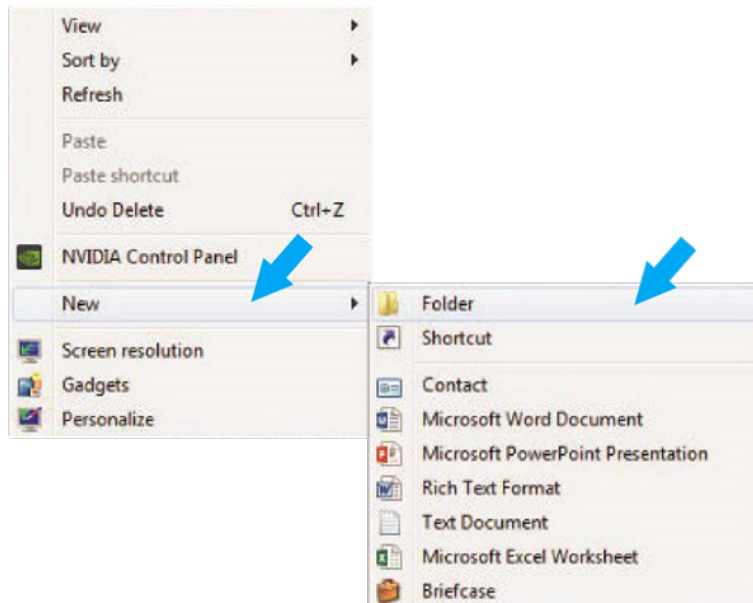 View
Sort by
Refresh
Paste
Paste shortcut
Undo Delete Ctrl+Z
NVIDIA Control Panel
New
Screen resolution
Gadgets
Personalize
Folder
Shortcut
Contact
Microsoft Word Document
Microsoft PowerPoint Presentation
Rich Text Format
Text Document
Microsoft Excel Worksheet
Briefcase